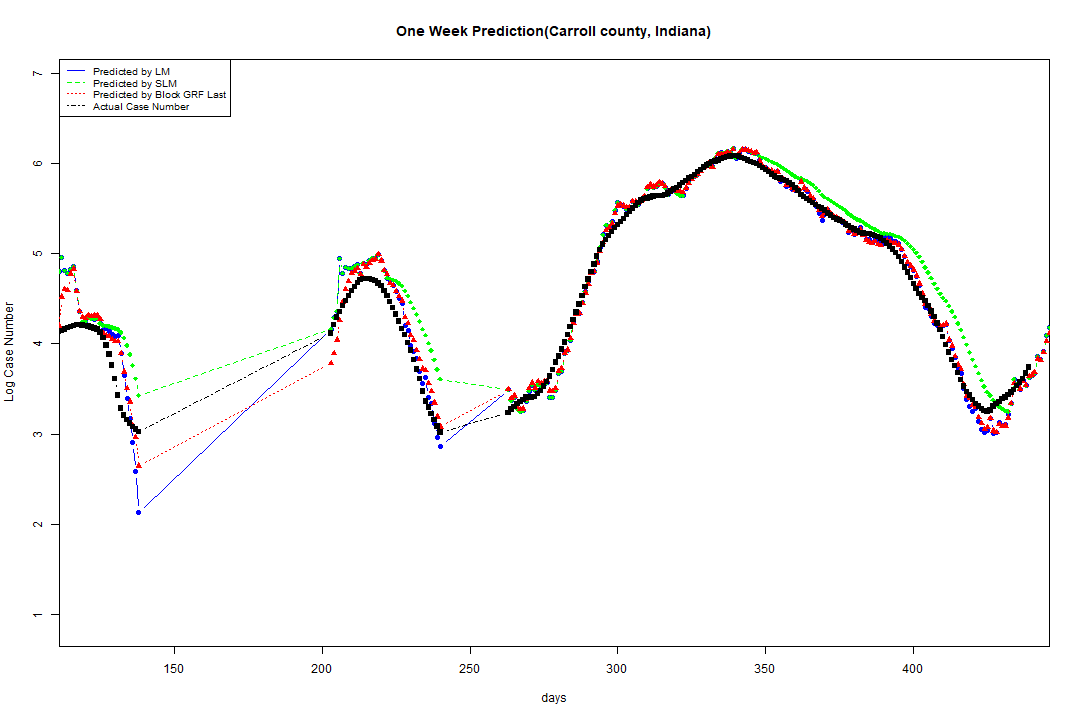 One Week Prediction(Carroll county, Indiana)
Predicted by LM
Predicted by SLM
Predicted by Block GRF Last
Actual Case Number
7
6
5
4
3
2
1
Log Case Number
150 200 250 300 350 400
days